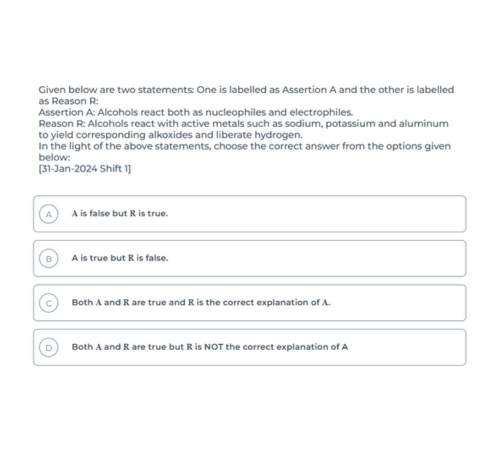 Given below are two statements: One is labelled as Assertion A and the other is labelled
as Reason R:
Assertion A: Alcohols react both as nucleophiles and electrophiles.
Reason R: Alcohols react with active metals such as sodium, potassium and aluminum
to yield corresponding alkoxides and liberate hydrogen.
In the light of the above statements, choose the correct answer from the options given
below:
[31-Jan-2024 Shift 1]
A A is false but R is true.
B A is true but R is false.
C Both A and R are true and R is the correct explanation of A.
D Both A and R are true but R is NOT the correct explanation of A